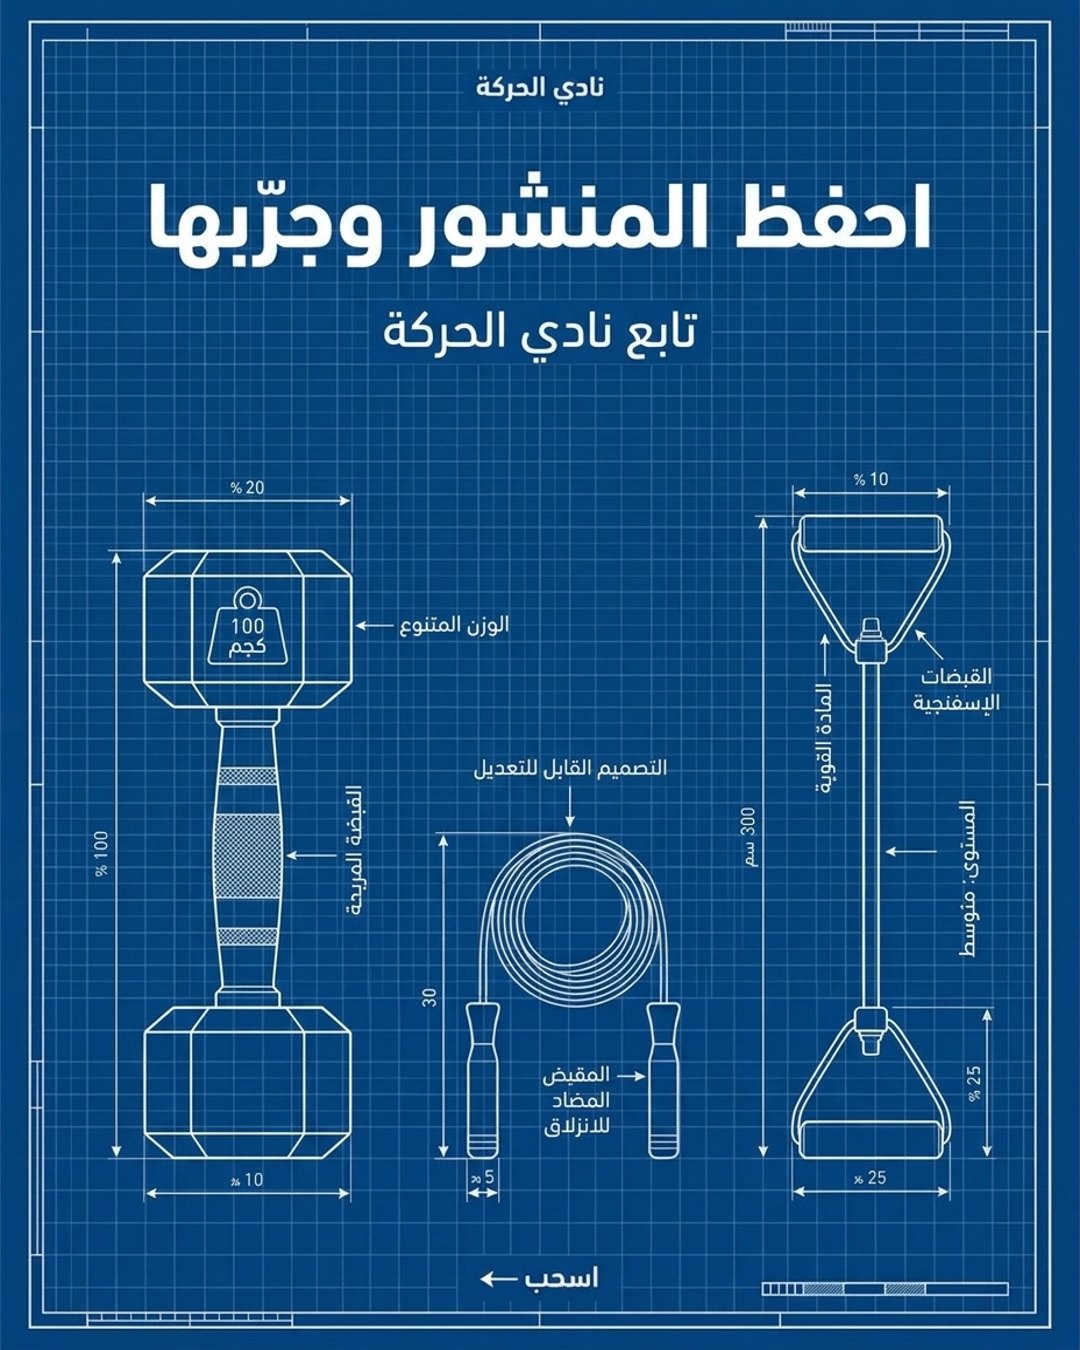 نادي الحركة
احفظ المنشور وجرّبها
تابع نادي الحركة
% 20
% 10
100
كجم
الوزن المتنوع
القبضات
الإسفنجية
المادة القوية
التصميم القابل للتعديل
القبضة المريحة
% 100
300 سم
المستوى: متوسط
30
المقيض
المضاد
للانزلاق
% 25
% 10
% 5
% 25
اسحب